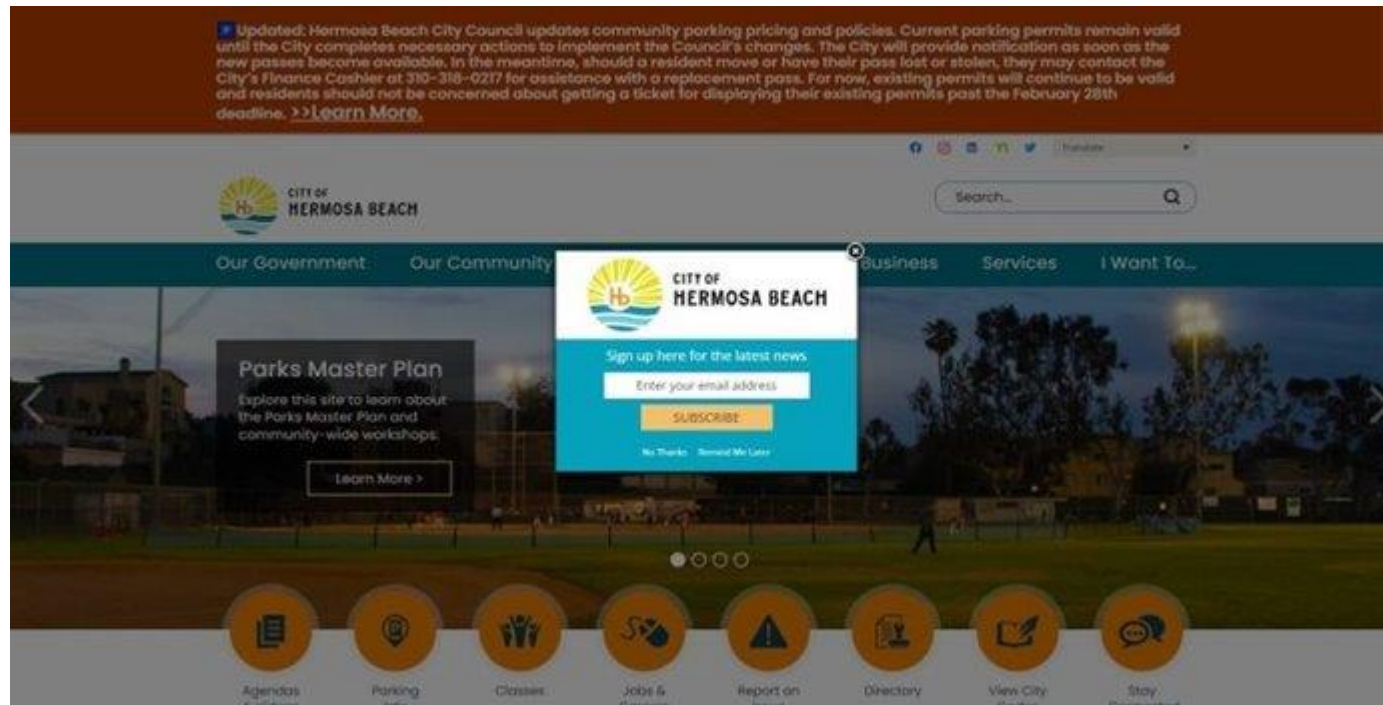 Updated: Hermosa Beach City Council updates community parking pricing and policies. Current parking permits remain valid
until the City completes necessary actions to implement the Council's changes. The City will provide notification as soon as the
new passes become available. In the meantime, should a resident move or have their pass lost or stolen, they may contact the
City's Finance Cashier at 310-318-0217 for assistance with a replacement pass. For now, existing permits will continue to be valid
and residents should not be concerned about getting a ticket for displaying their existing permits past the February 28th
deadline. >>Learn More.
Translate
CITY OF
HERMOSA BEACH
Search...
Our Government Our Community Business Services I Want To...
CITY OF
HERMOSA BEACH
Sign up here for the latest news
Enter your email address
SUBSCRIBE
No Thanks Remind Me Later
Parks Master Plan
Explore this site to learn about
the Parks Master Plan and
community-wide workshops.
Learn More >
Agendas Parking Classes Jobs & Report an Directory View City Stay